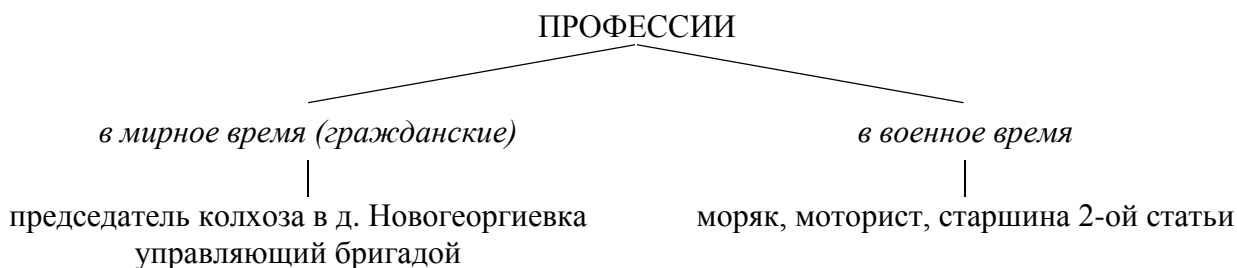 ПРОФЕССИИ
в мирное время (гражданские)
в военное время
председатель колхоза в д. Новогеоргиевка
управляющий бригадой
моряк, моторист, старшина 2-ой статьи